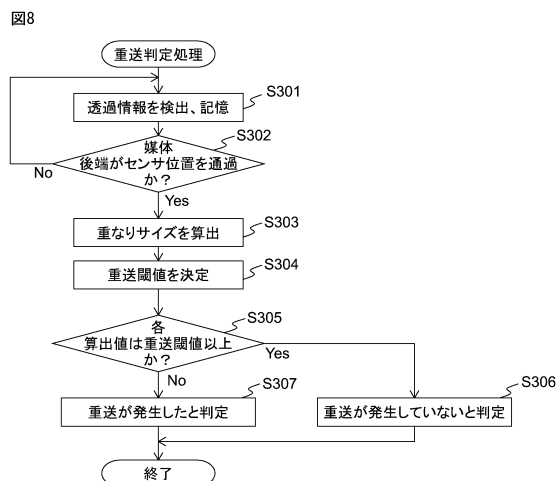 図8
重送判定処理
透過情報を検出、記憶
S301
媒体
後端がセンサ位置を通過
か？
S302
No
Yes
重なりサイズを算出
S303
重送閾値を決定
S304
各
算出値は重送閾値以上
か？
S305
Yes
No
重送が発生したと判定
S307
重送が発生していないと判定
S306
終了